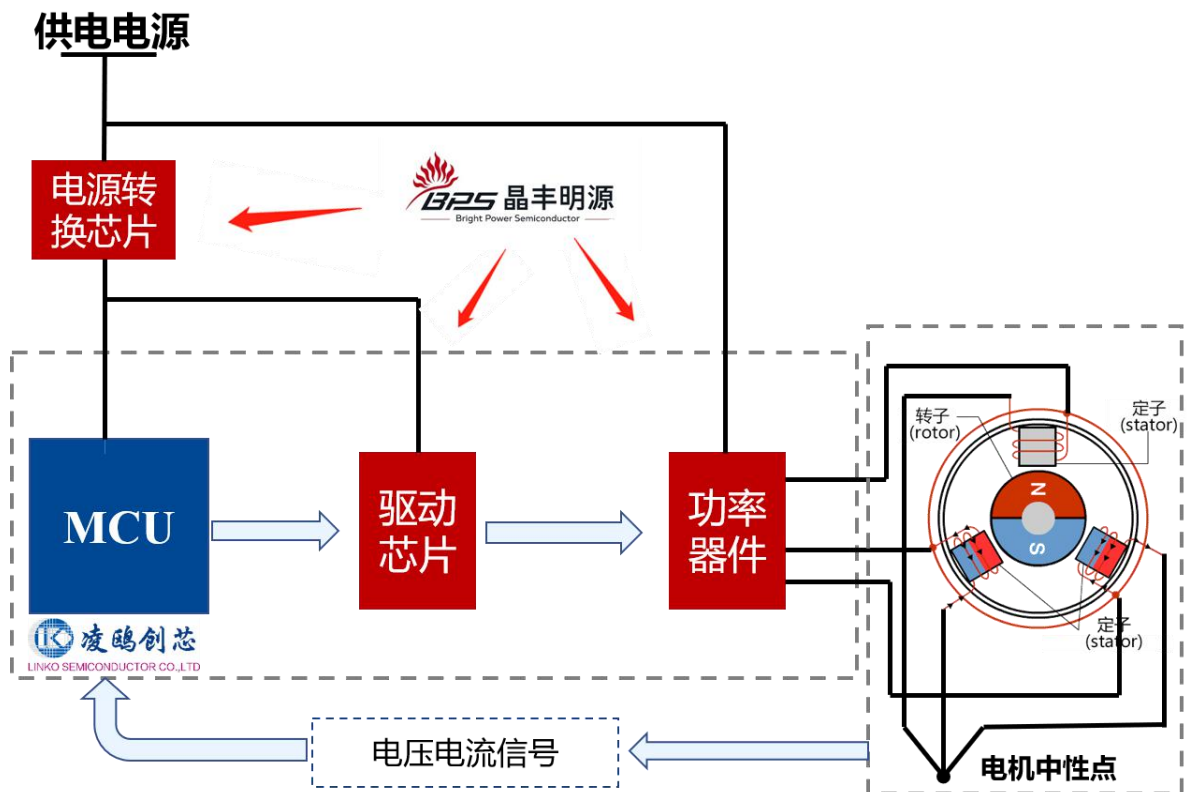 供电电源
电源转
换芯片
BPS 晶丰明源
Bright Power Semiconductor
MCU
驱动
芯片
功率
器件
转子
(rotor)
定子
(stator)
N
S
定子
(stator)
凌鸥创芯
LINKO SEMICONDUCTOR CO.,LTD
电压电流信号
电机中性点